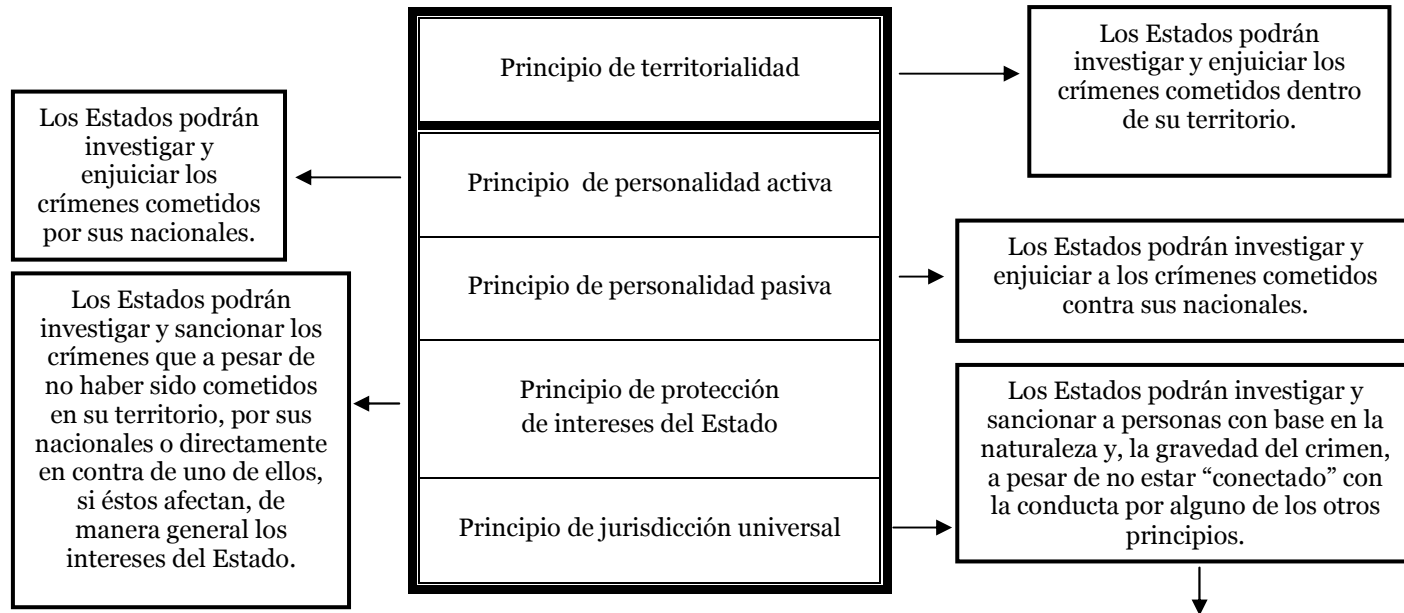 Principio de territorialidad
Los Estados podrán
investigar y enjuiciar los
crímenes cometidos dentro
de su territorio.
Los Estados podrán
investigar y
enjuiciar los
crímenes cometidos
por sus nacionales.
Principio de personalidad activa
Principio de personalidad pasiva
Los Estados podrán investigar y
enjuiciar a los crímenes cometidos
contra sus nacionales.
Los Estados podrán
investigar y sancionar los
crímenes que a pesar de
no haber sido cometidos
en su territorio, por sus
nacionales o directamente
en contra de uno de ellos,
si éstos afectan, de
manera general los
intereses del Estado.
Principio de protección
de intereses del Estado
Principio de jurisdicción universal
Los Estados podrán investigar y
sancionar a personas con base en la
naturaleza y, la gravedad del crimen,
a pesar de no estar “conectado” con
la conducta por alguno de los otros
principios.